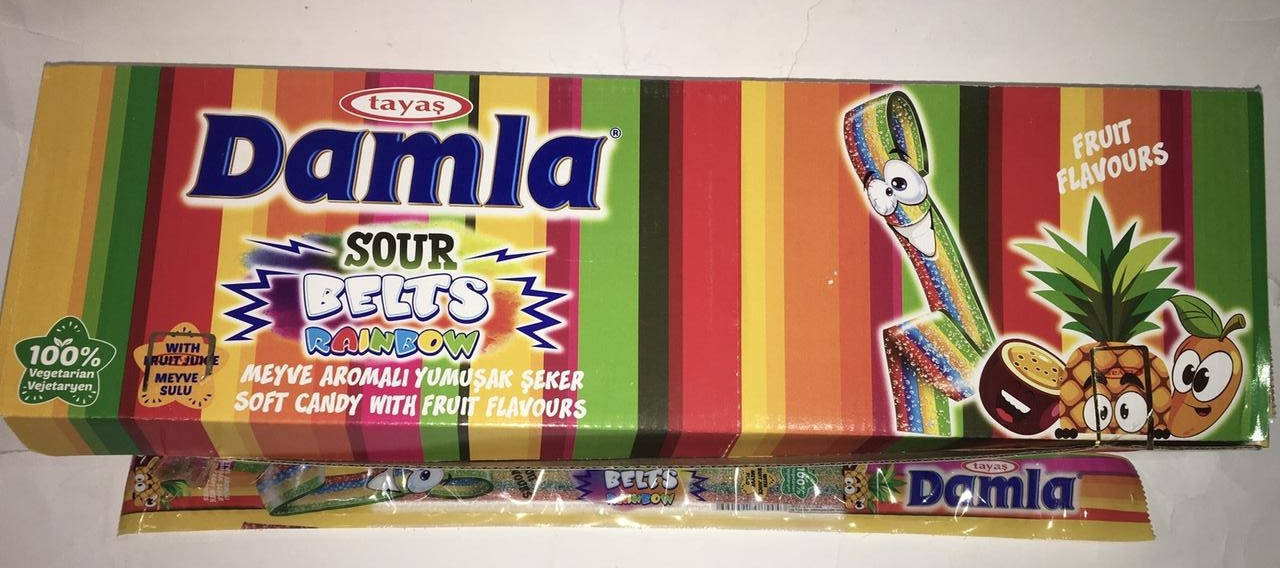 tayaş
Damla®
SOUR
BELTS
RAINBOW
MEYVE AROMALI YUMUŞAK ŞEKER
SOFT CANDY WITH FRUIT FLAVOURS
100%
Vegetarian
Vejetaryen
WITH
FRUIT JUICE
MEYVE
SULU
FRUIT
FLAVOURS
BELTS
RAINBOW
100%
tayaş
Damla